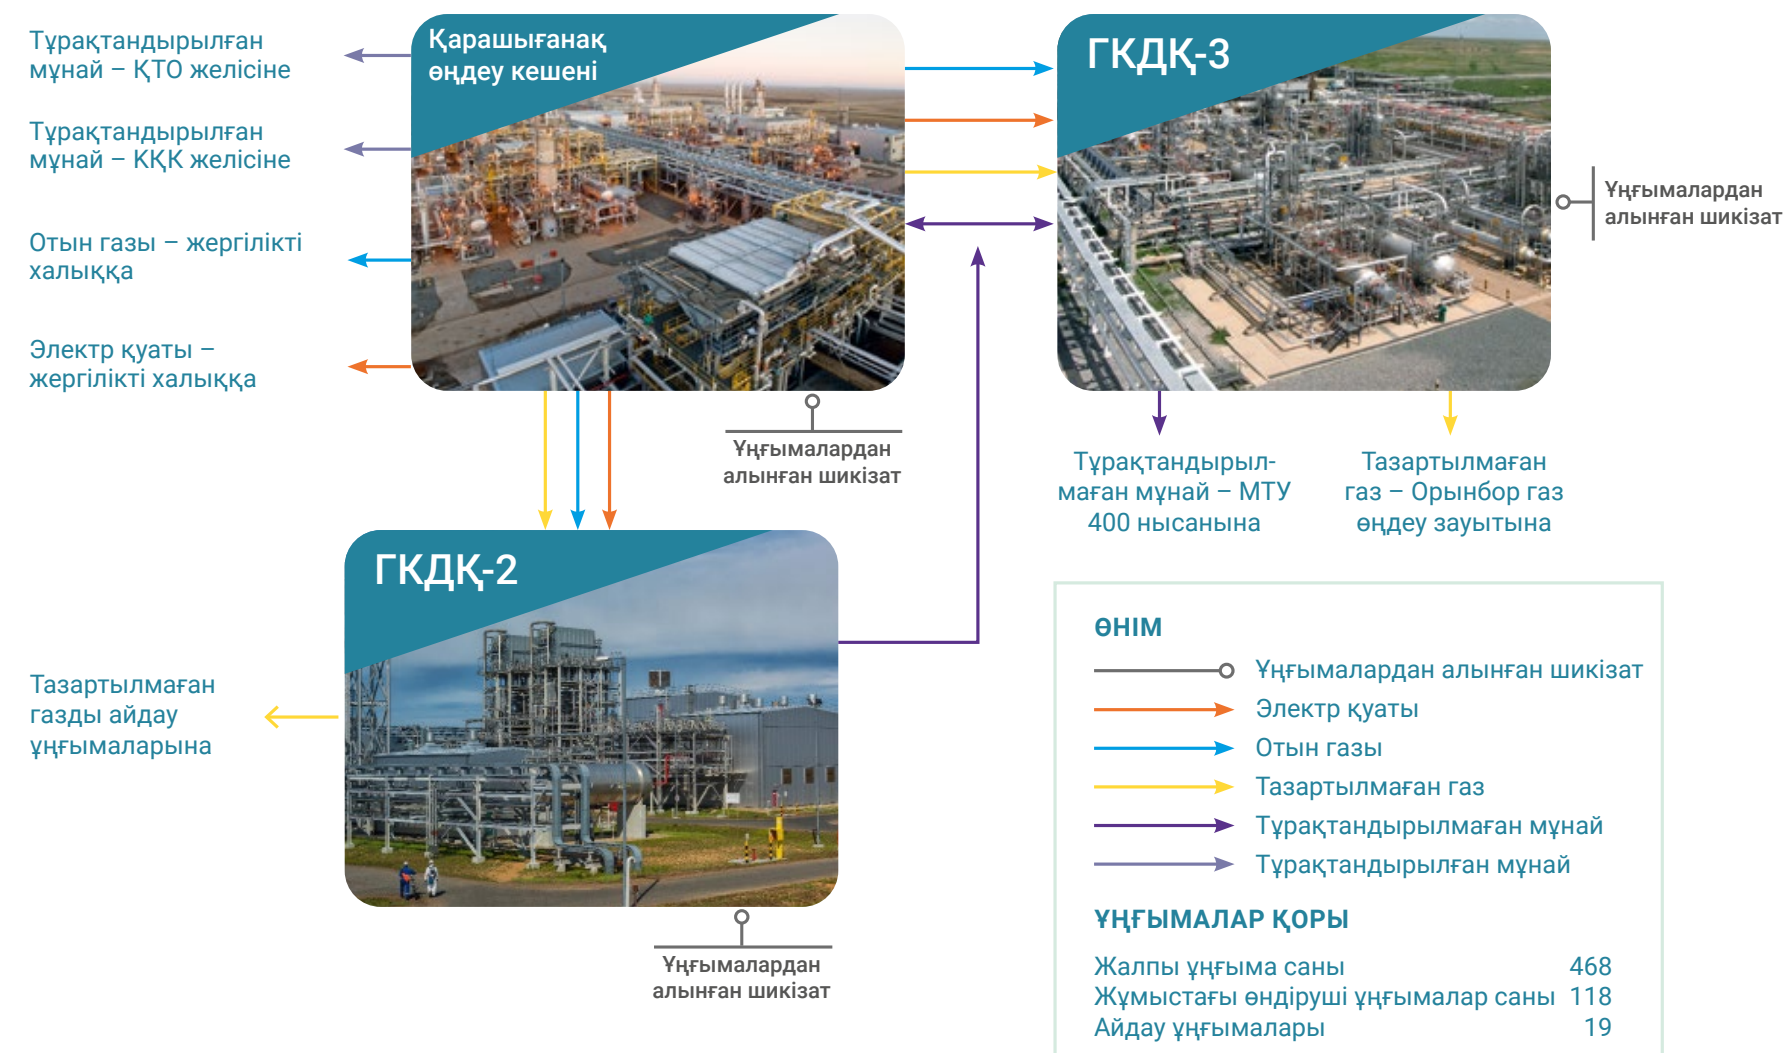 Тұрақтандырылған
мұнай – ҚТО желісіне
Тұрақтандырылған
мұнай – КҚК желісіне
Отын газы – жергілікті
халыққа
Электр қуаты –
жергілікті халыққа
Қарашығанақ
өңдеу кешені
ГКДҚ-3
Ұңғымалардан
алынған шикізат
Ұңғымалардан
алынған шикізат
Тұрақтандырыл-
маған мұнай – МТУ
400 нысанына
Тазартылмаған
газ – Орынбор газ
өңдеу зауытына
ГКДҚ-2
Тазартылмаған
газды айдау
ұңғымаларына
Ұңғымалардан
алынған шикізат
ӨНІМ
Ұңғымалардан алынған шикізат
Электр қуаты
Отын газы
Тазартылмаған газ
Тұрақтандырылмаған мұнай
Тұрақтандырылған мұнай
ҰҢҒЫМАЛАР ҚОРЫ
Жалпы ұңғыма саны 468
Жұмыстағы өндіруші ұңғымалар саны 118
Айдау ұңғымалары 19